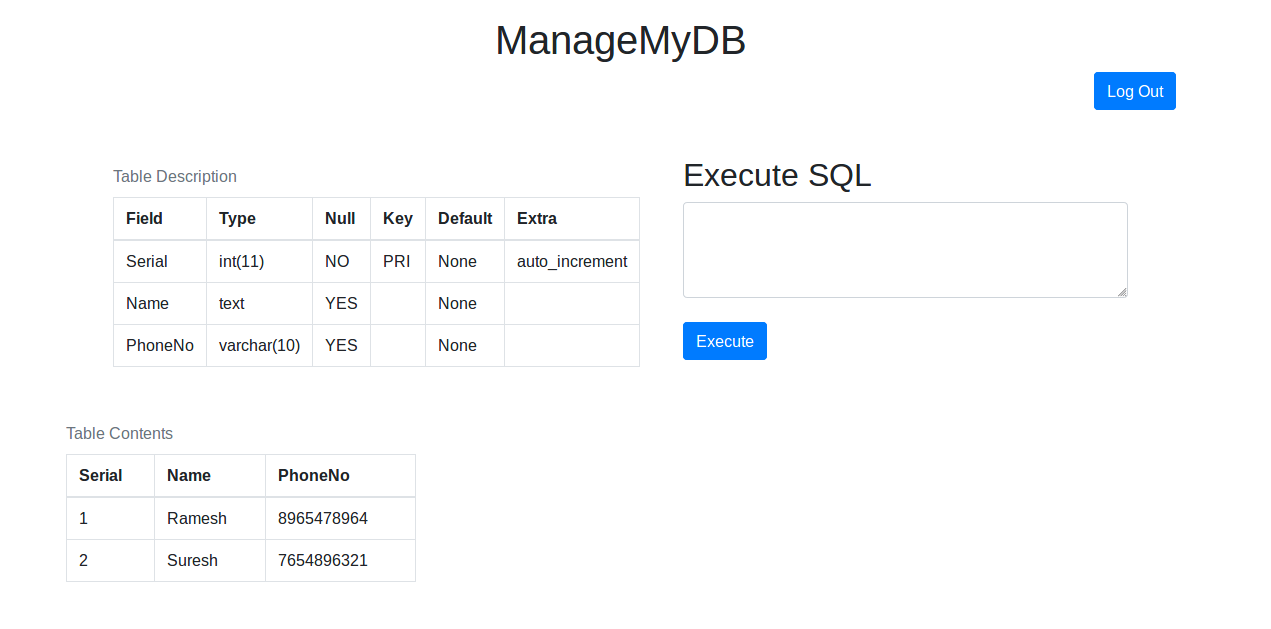 ManageMyDB
Log Out
Table Description
Field Type Null Key Default Extra
Serial int(11) NO PRI None auto_increment
Name text YES None
PhoneNo varchar(10) YES None
Execute SQL
Execute
Table Contents
Serial Name PhoneNo
1 Ramesh 8965478964
2 Suresh 7654896321